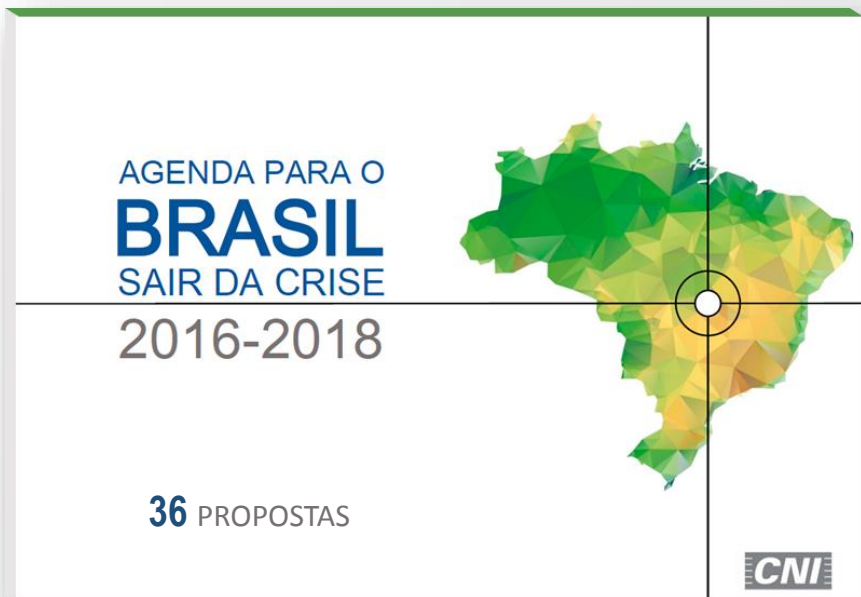 AGENDA PARA O
BRASIL
SAIR DA CRISE
2016-2018
36 PROPOSTAS
CNI